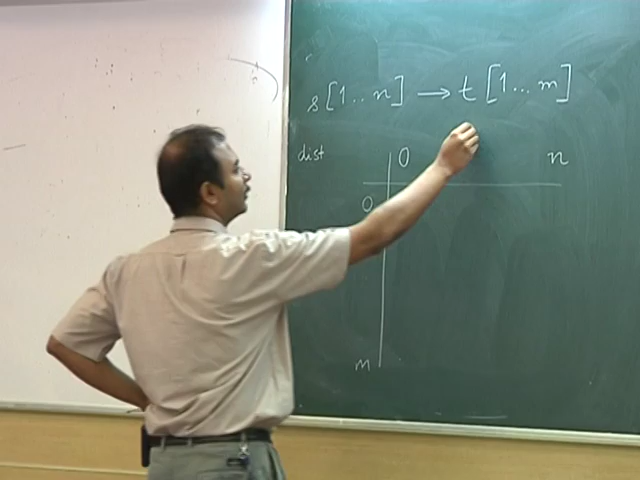 s[1..n] → t[1...m]
dist 0 n
0
m